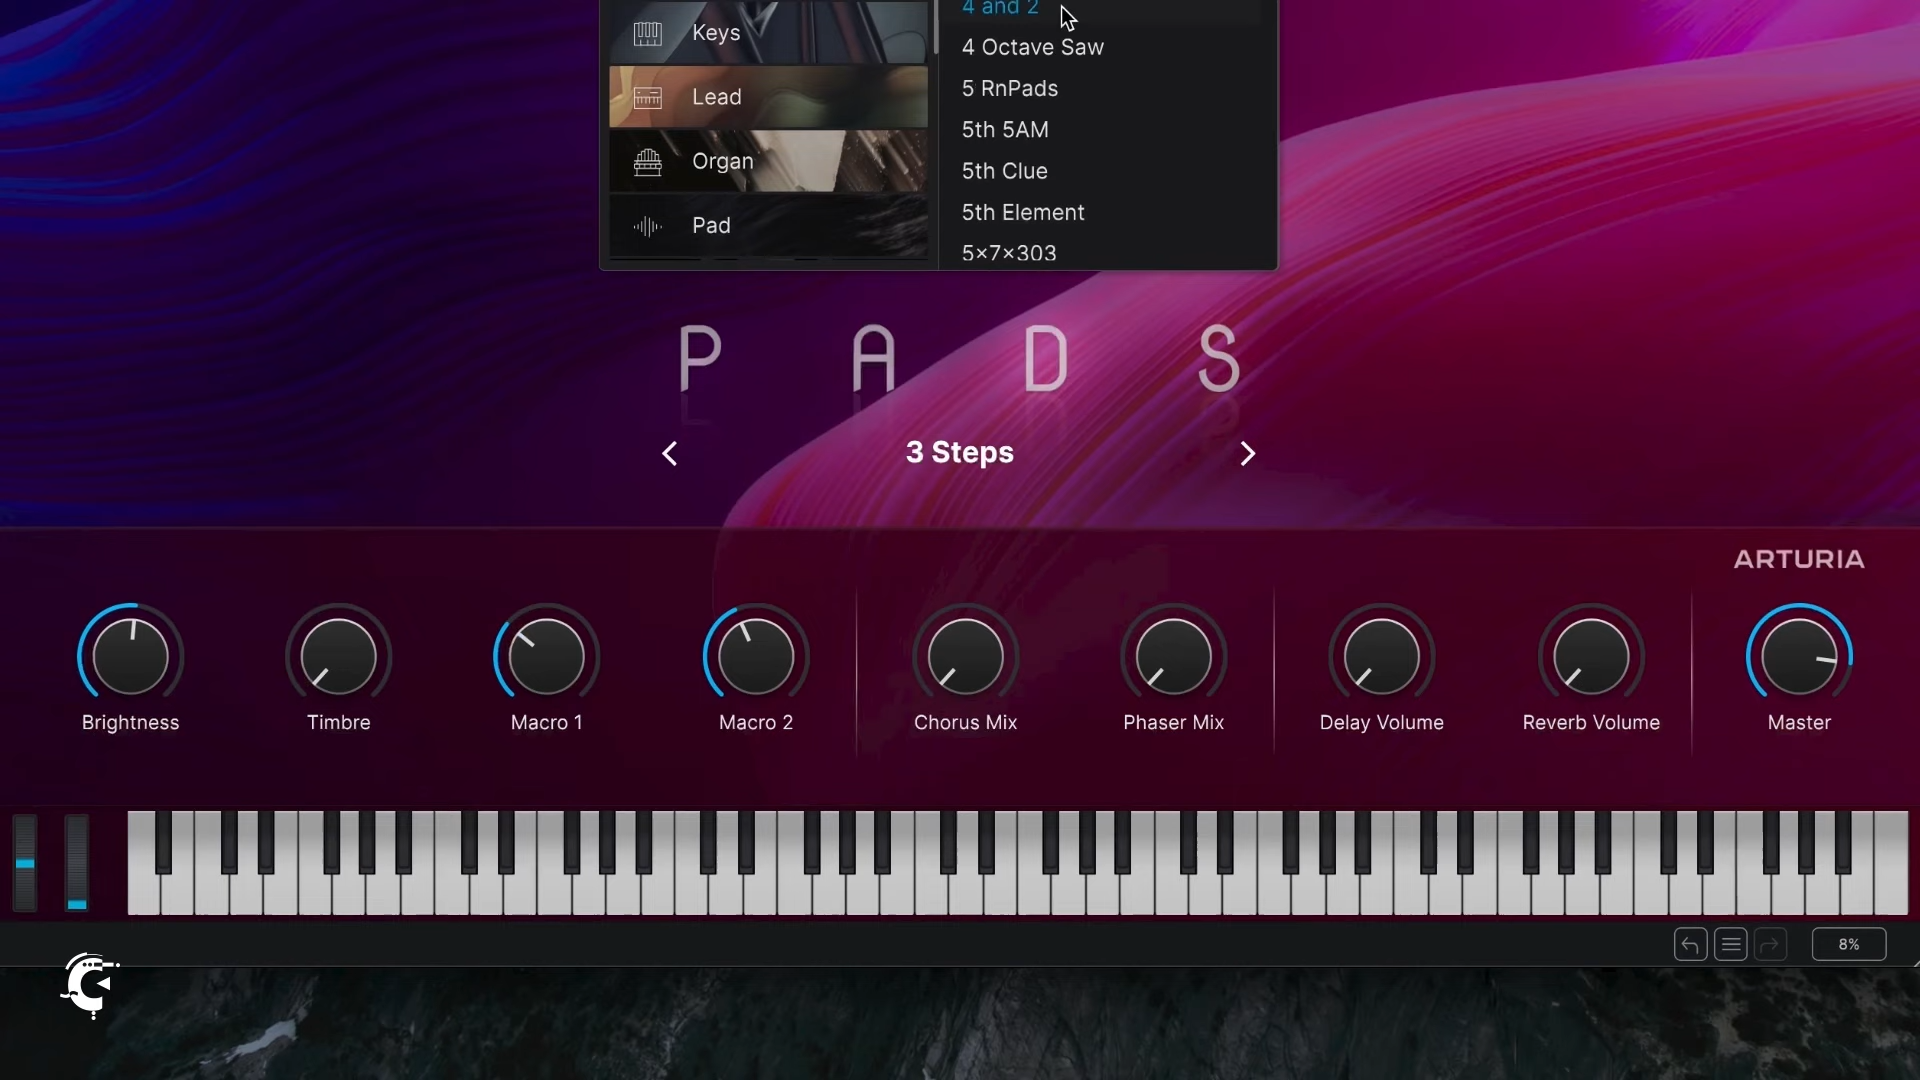 4 and 2
Keys
4 Octave Saw
5 RnPads
Lead
5th 5AM
Organ
5th Clue
5th Element
Pad
5×7×303
PADS
3 Steps
ARTURIA
Brightness
Timbre
Macro 1
Macro 2
Chorus Mix
Phaser Mix
Delay Volume
Reverb Volume
Master
8%